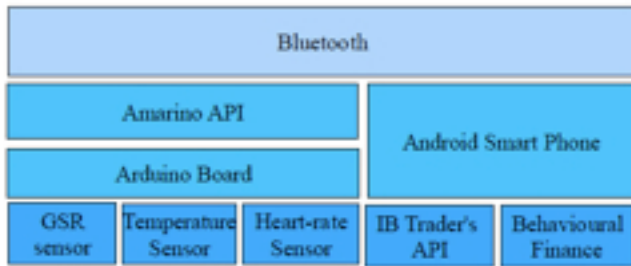 Bluetooth
Amarino API
Android Smart Phone
Arduino Board
GSR
sensor
Temperature
Sensor
Heart-rate
Sensor
IB Trader's
API
Behavioural
Finance